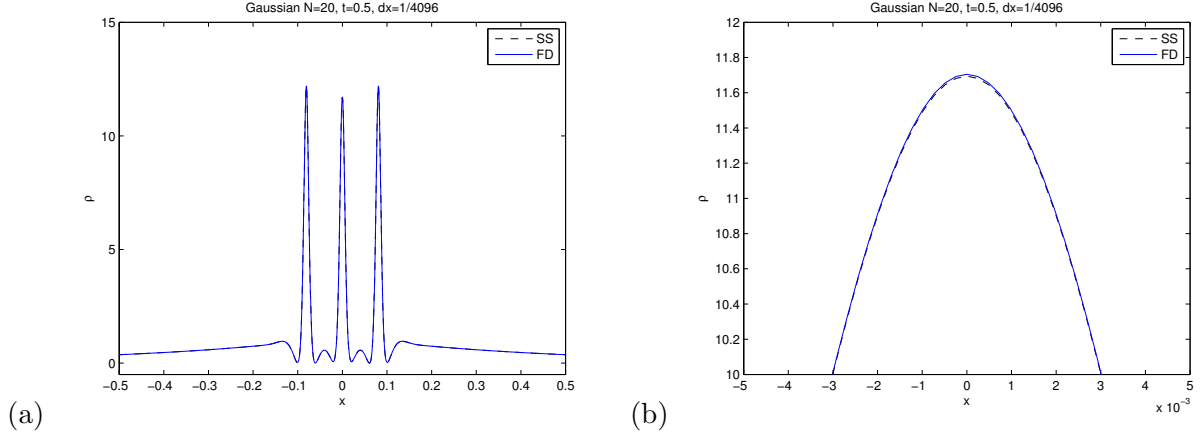 Gaussian N=20, t=0.5, dx=1/4096
15
10
5
0
ρ
SS
FD
−0.5 −0.4 −0.3 −0.2 −0.1 0 0.1 0.2 0.3 0.4 0.5
x
(a)
Gaussian N=20, t=0.5, dx=1/4096
12
11.8
11.6
11.4
11.2
11
10.8
10.6
10.4
10.2
10
ρ
SS
FD
−5 −4 −3 −2 −1 0 1 2 3 4 5
x
x 10⁻³
(b)